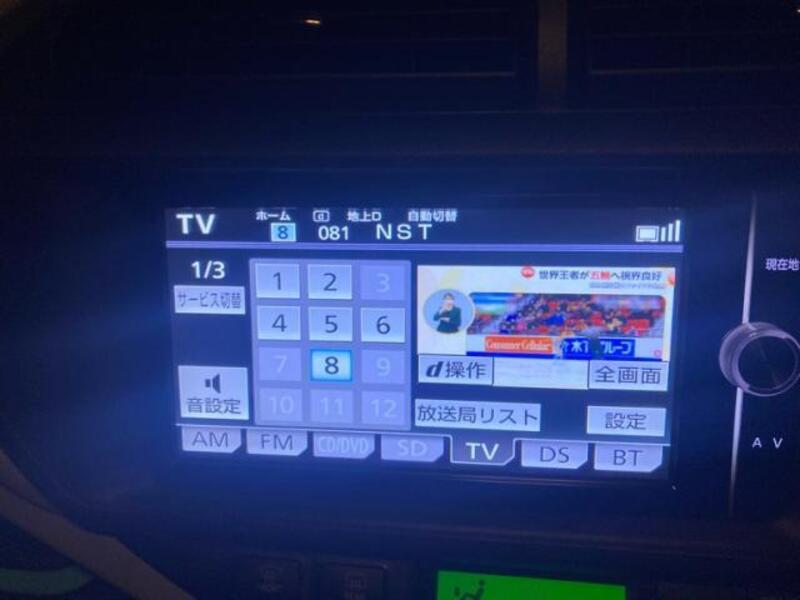 TV
ホーム d 地上D 自動切替
8 081 NST
1/3
サービス切替
1 2 3
4 5 6
7 8 9
10 11 12
世界王者が五輪へ視界良好
Consumer Cellular
d操作
全画面
音設定
放送局リスト
設定
AM FM CD/DVD SD TV DS BT
現在地
AV